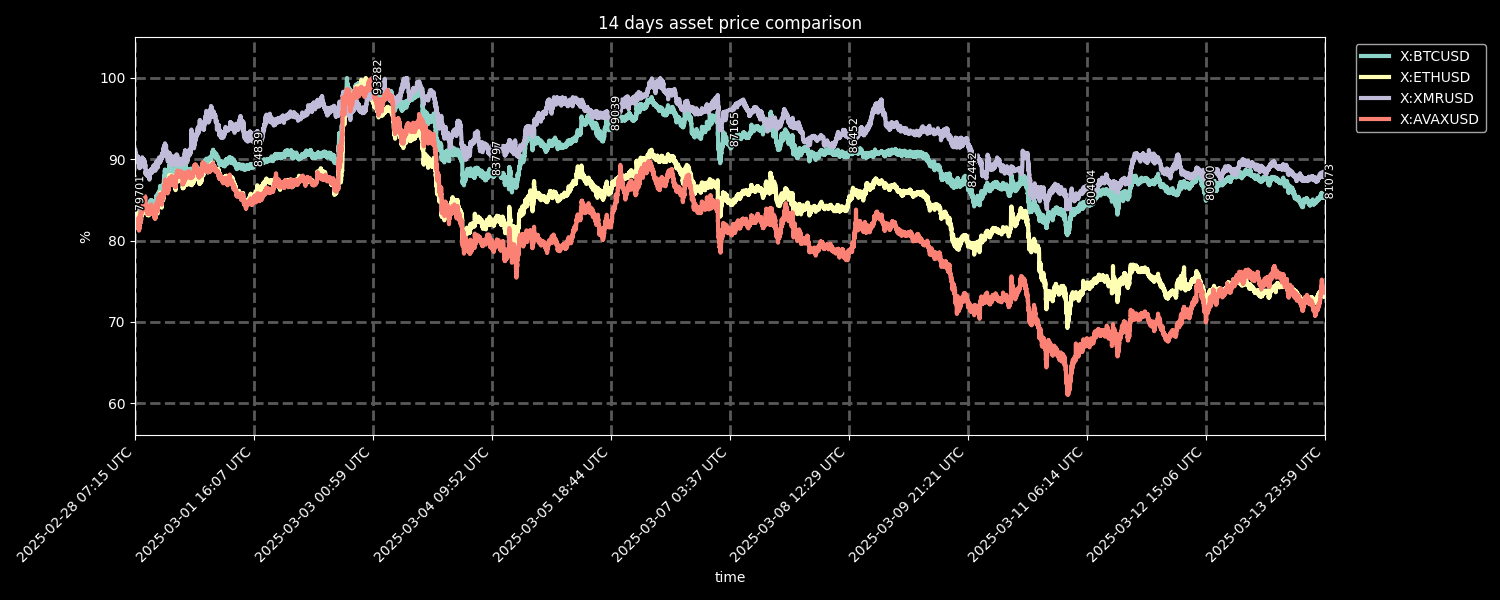 14 days asset price comparison
X:BTCUSD
X:ETHUSD
X:XMRUSD
X:AVAXUSD
%
100
90
80
70
60
79701
84839
93282
83797
89039
87165
86452
82442
80404
80900
81073
2025-02-28 07:15 UTC
2025-03-01 16:07 UTC
2025-03-03 00:59 UTC
2025-03-04 09:52 UTC
2025-03-05 18:44 UTC
2025-03-07 03:37 UTC
2025-03-08 12:29 UTC
2025-03-09 21:21 UTC
2025-03-11 06:14 UTC
2025-03-12 15:06 UTC
2025-03-13 23:59 UTC
time